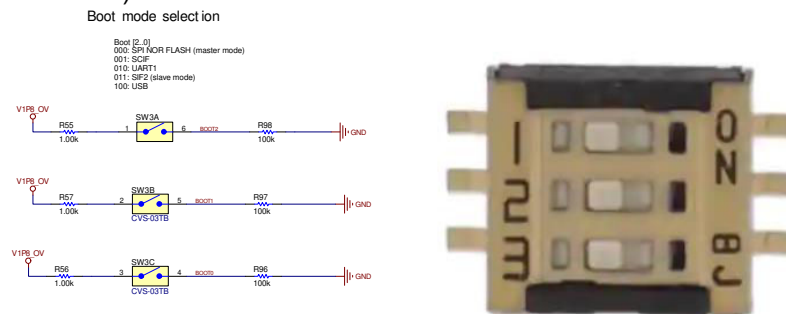 Boot mode selection
Boot [2..0]
000: SPI NOR FLASH (master mode)
001: SCIF
010: UART1
011: SIF2 (slave mode)
100: USB
V1P8_OV
R55
1.00k
SW3A
1
6
BOOT2
R98
100k
GND
V1P8_OV
R57
1.00k
SW3B
2
5
CVS-03TB
BOOT1
R97
100k
GND
V1P8_OV
R56
1.00k
SW3C
3
4
CVS-03TB
BOOT0
R96
100k
GND
1
2
3
ON